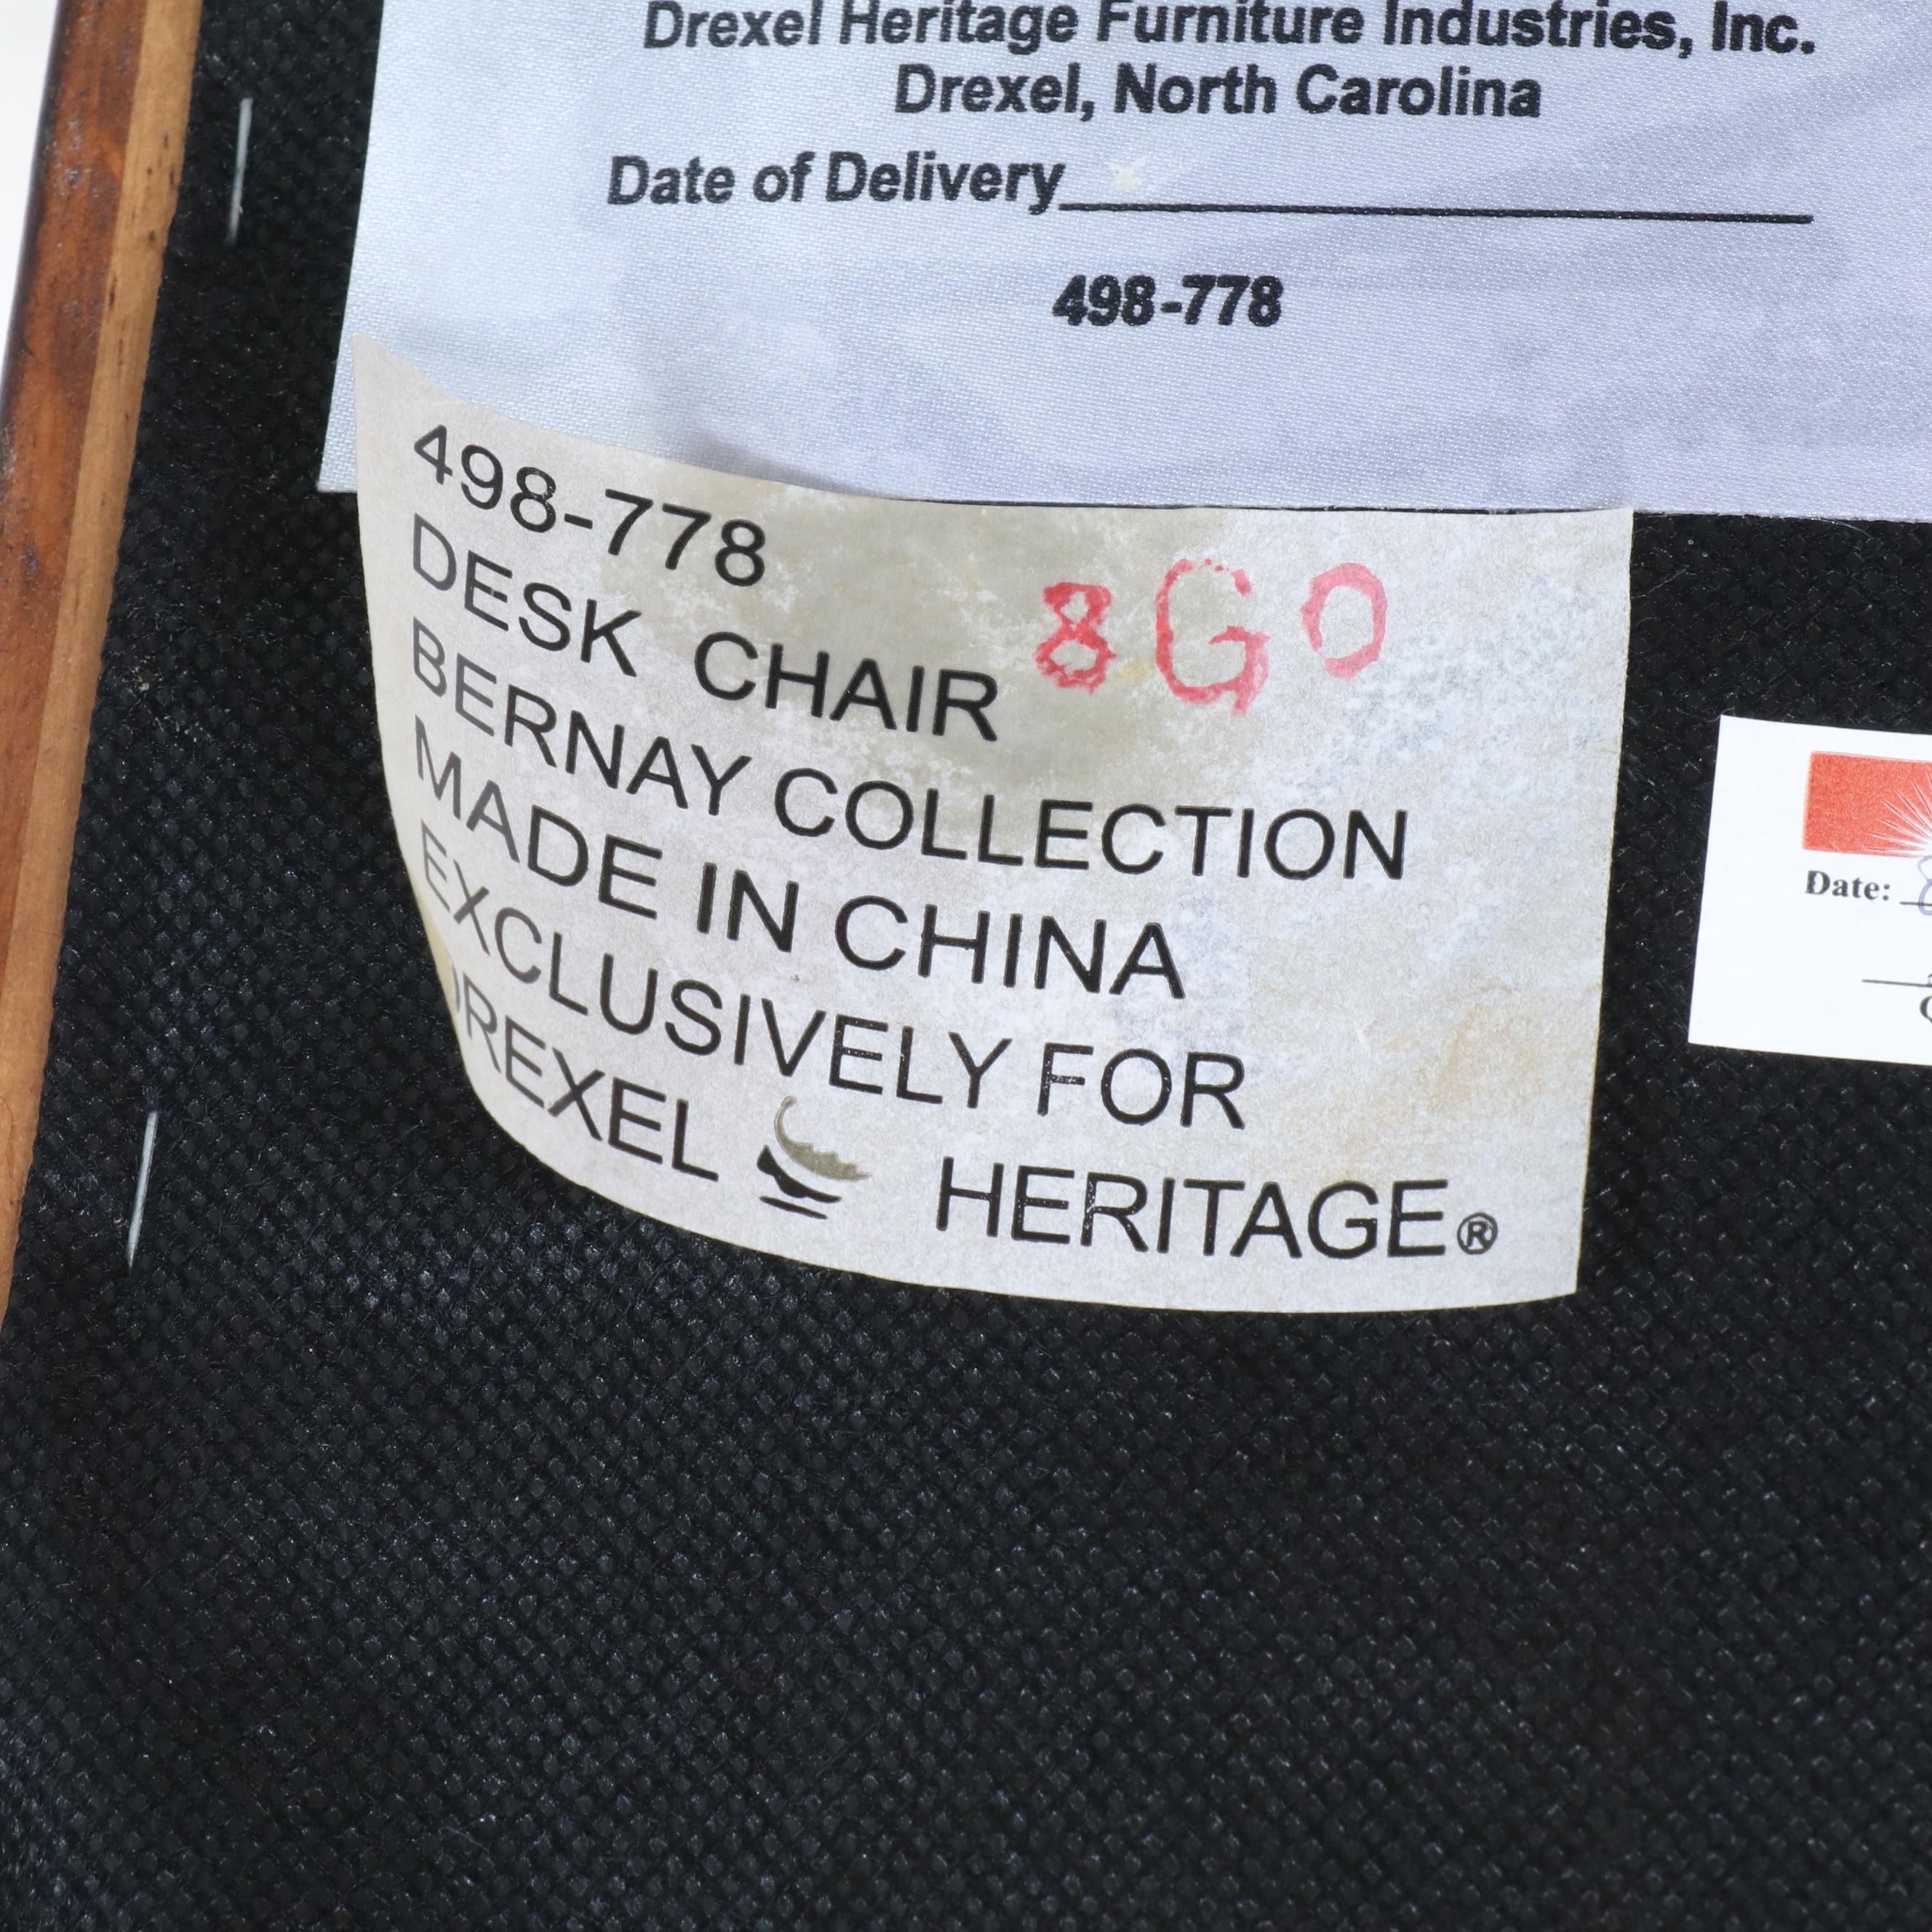 Drexel Heritage Furniture Industries, Inc.
Drexel, North Carolina
Date of Delivery
498-778
498-778
8GO
DESK CHAIR
BERNAY COLLECTION
MADE IN CHINA
EXCLUSIVELY FOR
DREXEL HERITAGE®
Date: